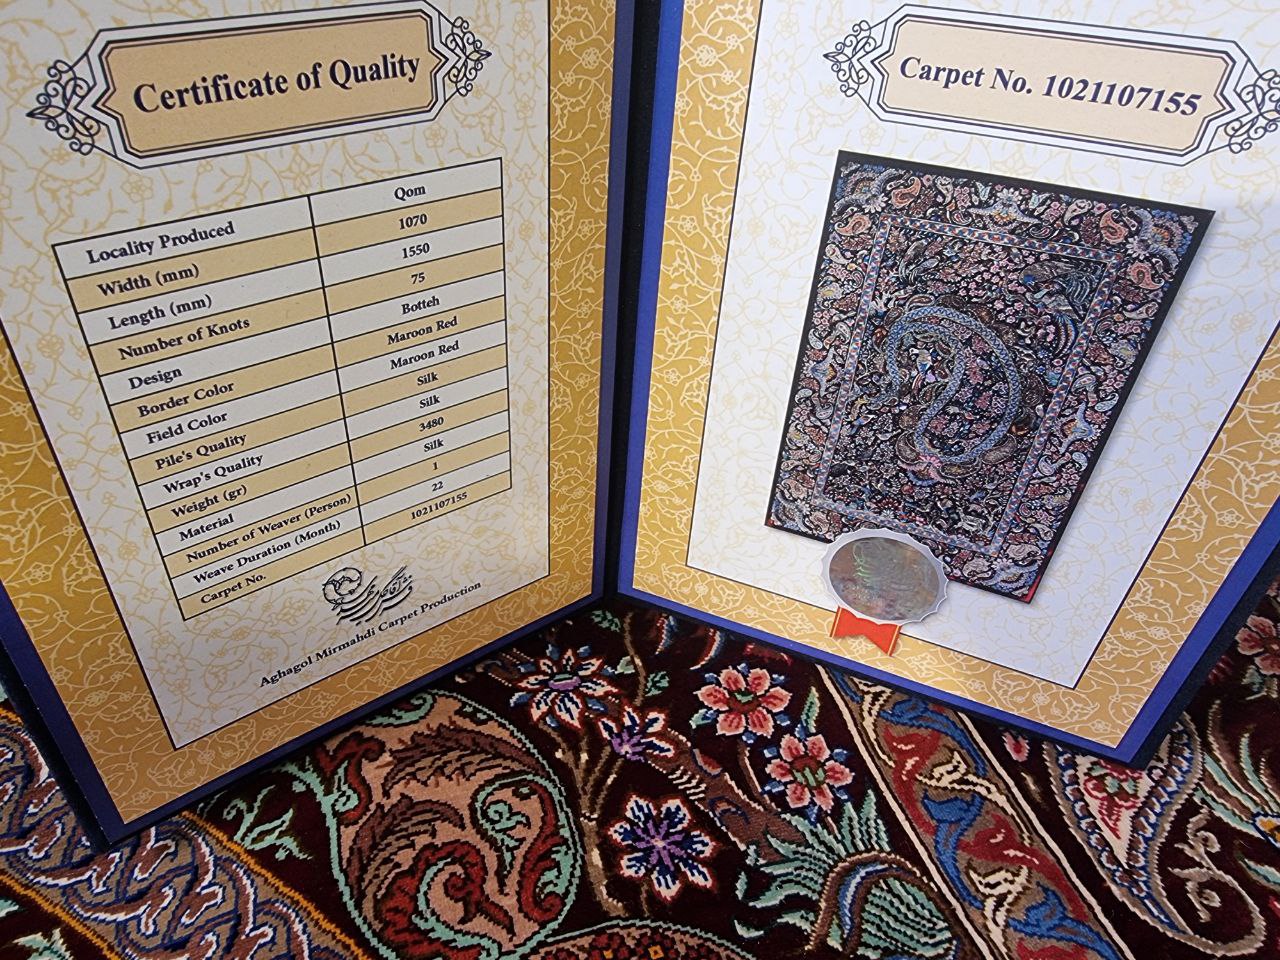 Certificate of Quality
Locality Produced Qom
Width (mm) 1070
Length (mm) 1550
Number of Knots 75
Design Botteh
Border Color Maroon Red
Field Color Maroon Red
Pile's Quality Silk
Wrap's Quality Silk
Weight (gr) 3480
Material Silk
Number of Weaver (Person) 1
Weave Duration (Month) 22
Carpet No. 1021107155
Aghagol Mirmahdi Carpet Production
Carpet No. 1021107155